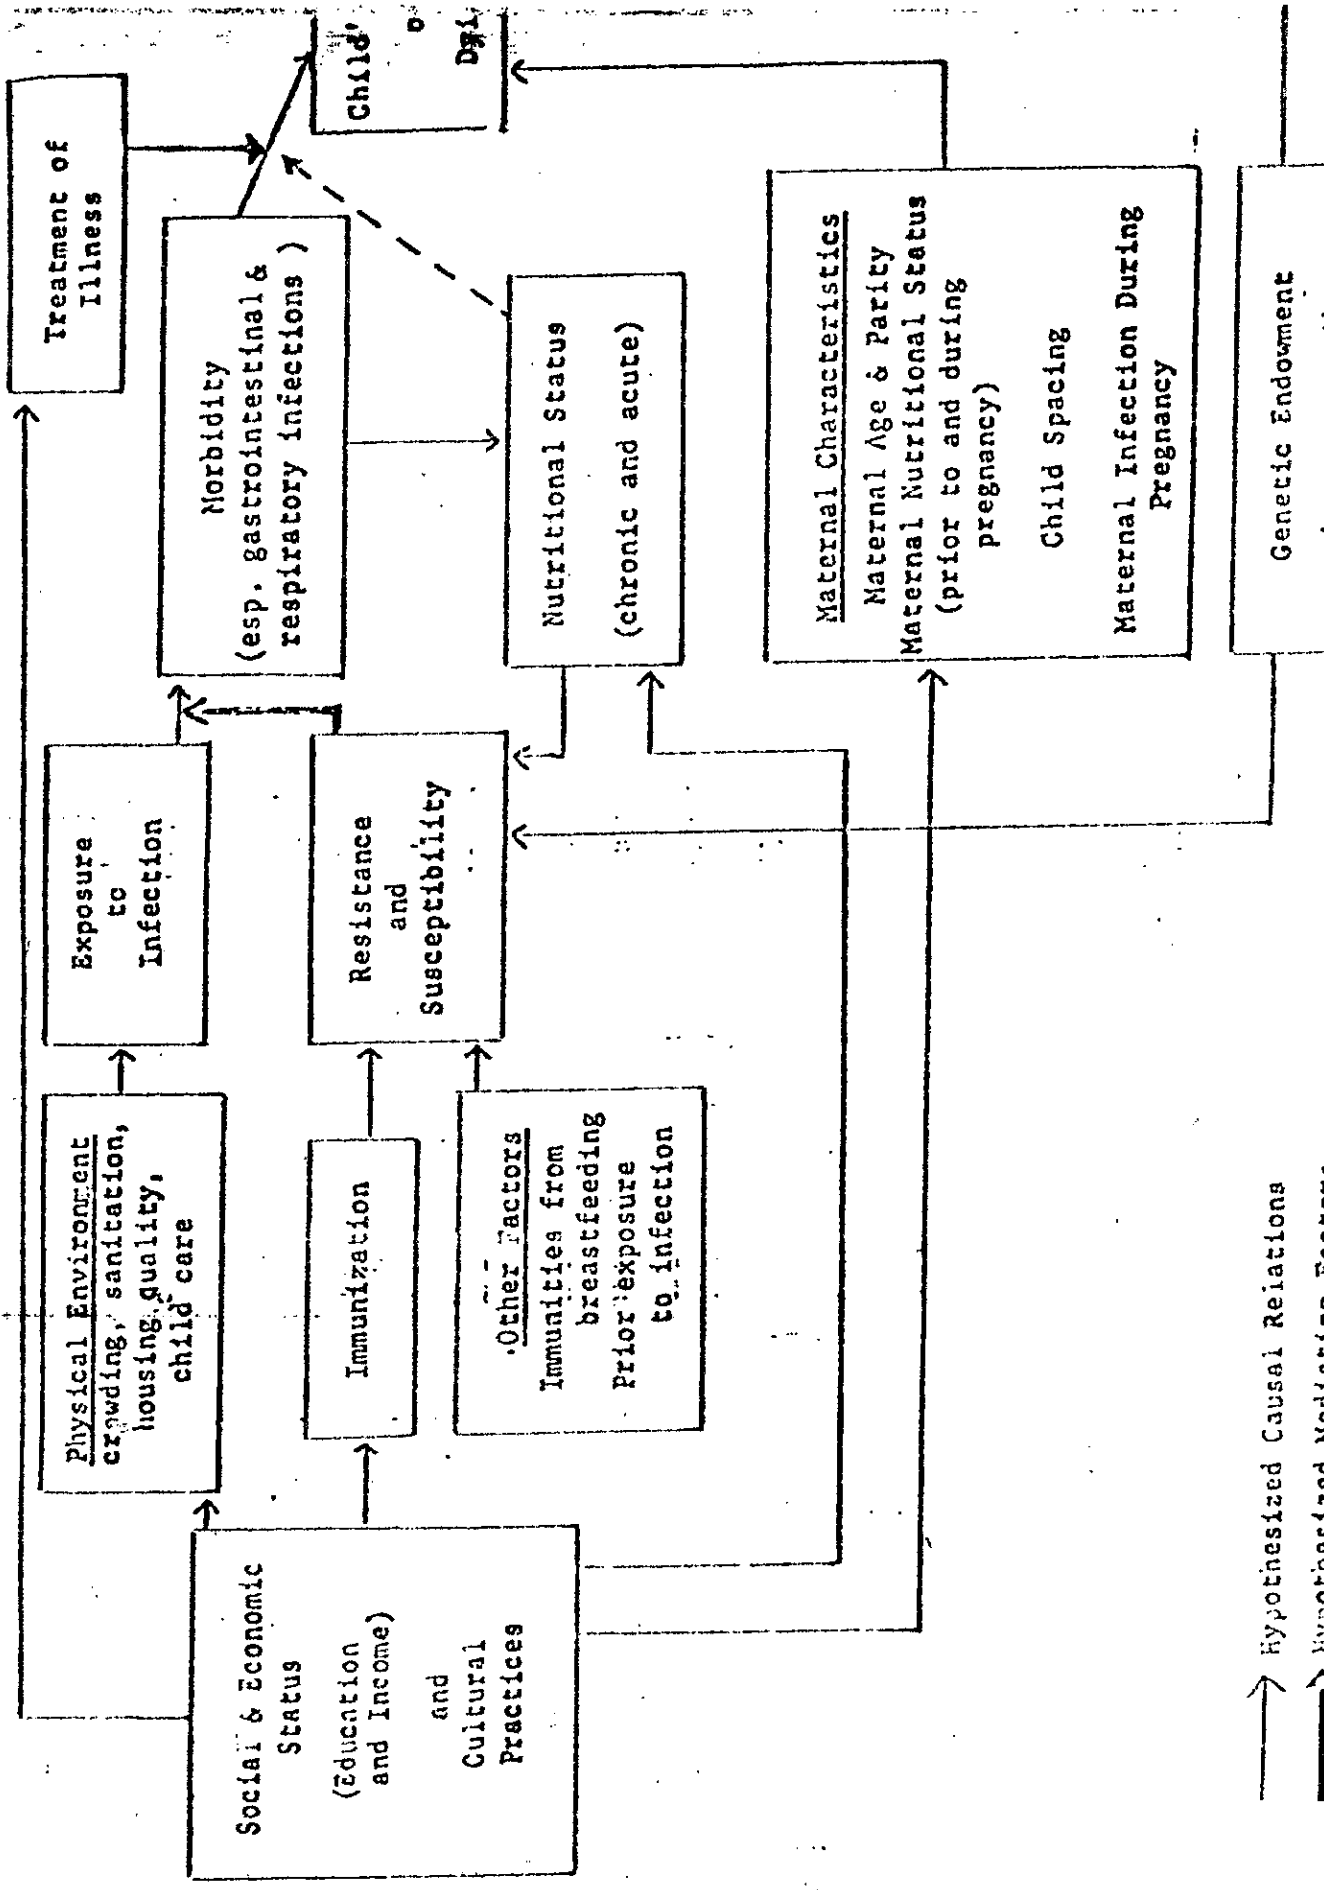 Social & Economic
Status
(Education
and Income)
and
Cultural
Practices
Physical Environment
crowding, sanitation,
housing quality,
child care
Immunization
Other Factors
Immunities from
breastfeeding
Prior exposure
to infection
Exposure
to
Infection
Resistance
and
Susceptibility
Treatment of
Illness
Morbidity
(esp. gastrointestinal &
respiratory infections )
Nutritional Status
(chronic and acute)
Maternal Characteristics
Maternal Age & Parity
Maternal Nutritional Status
(prior to and during
pregnancy)
Child Spacing
Maternal Infection During
Pregnancy
Genetic Endowment
Child'
Hypothesized Causal Relations
Hypothesized Mediating Factors